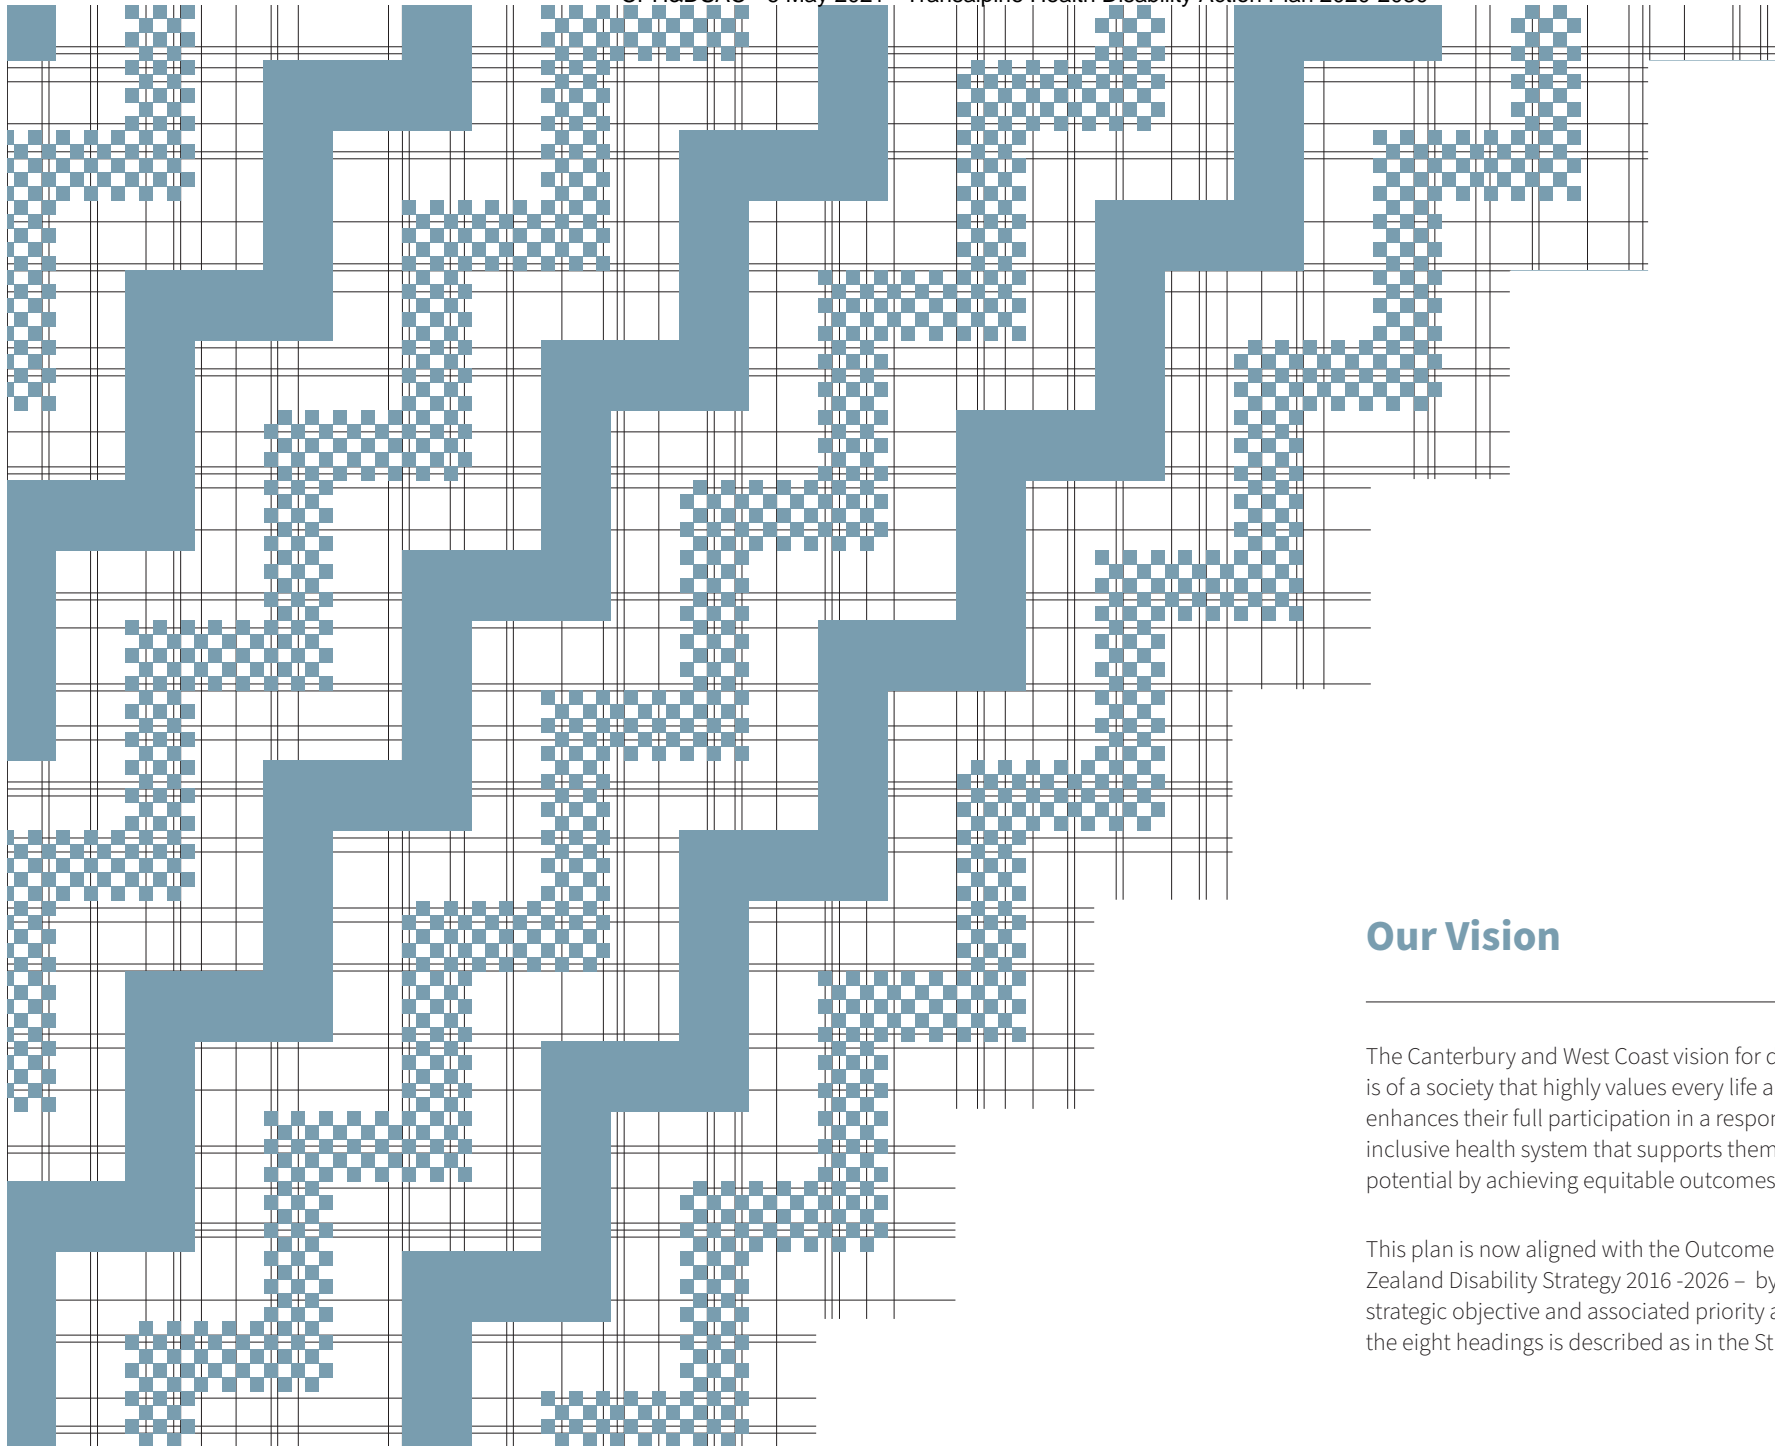 Transalpine Health Disability Action Plan 2020-2030
Our Vision
The Canterbury and West Coast vision for
is of a society that highly values every life
enhances their full participation in a
inclusive health system that supports them
potential by achieving equitable outcomes
This plan is now aligned with the
Zealand Disability Strategy 2016 -2026 – by
strategic objective and associated priority
the eight headings is described as in the